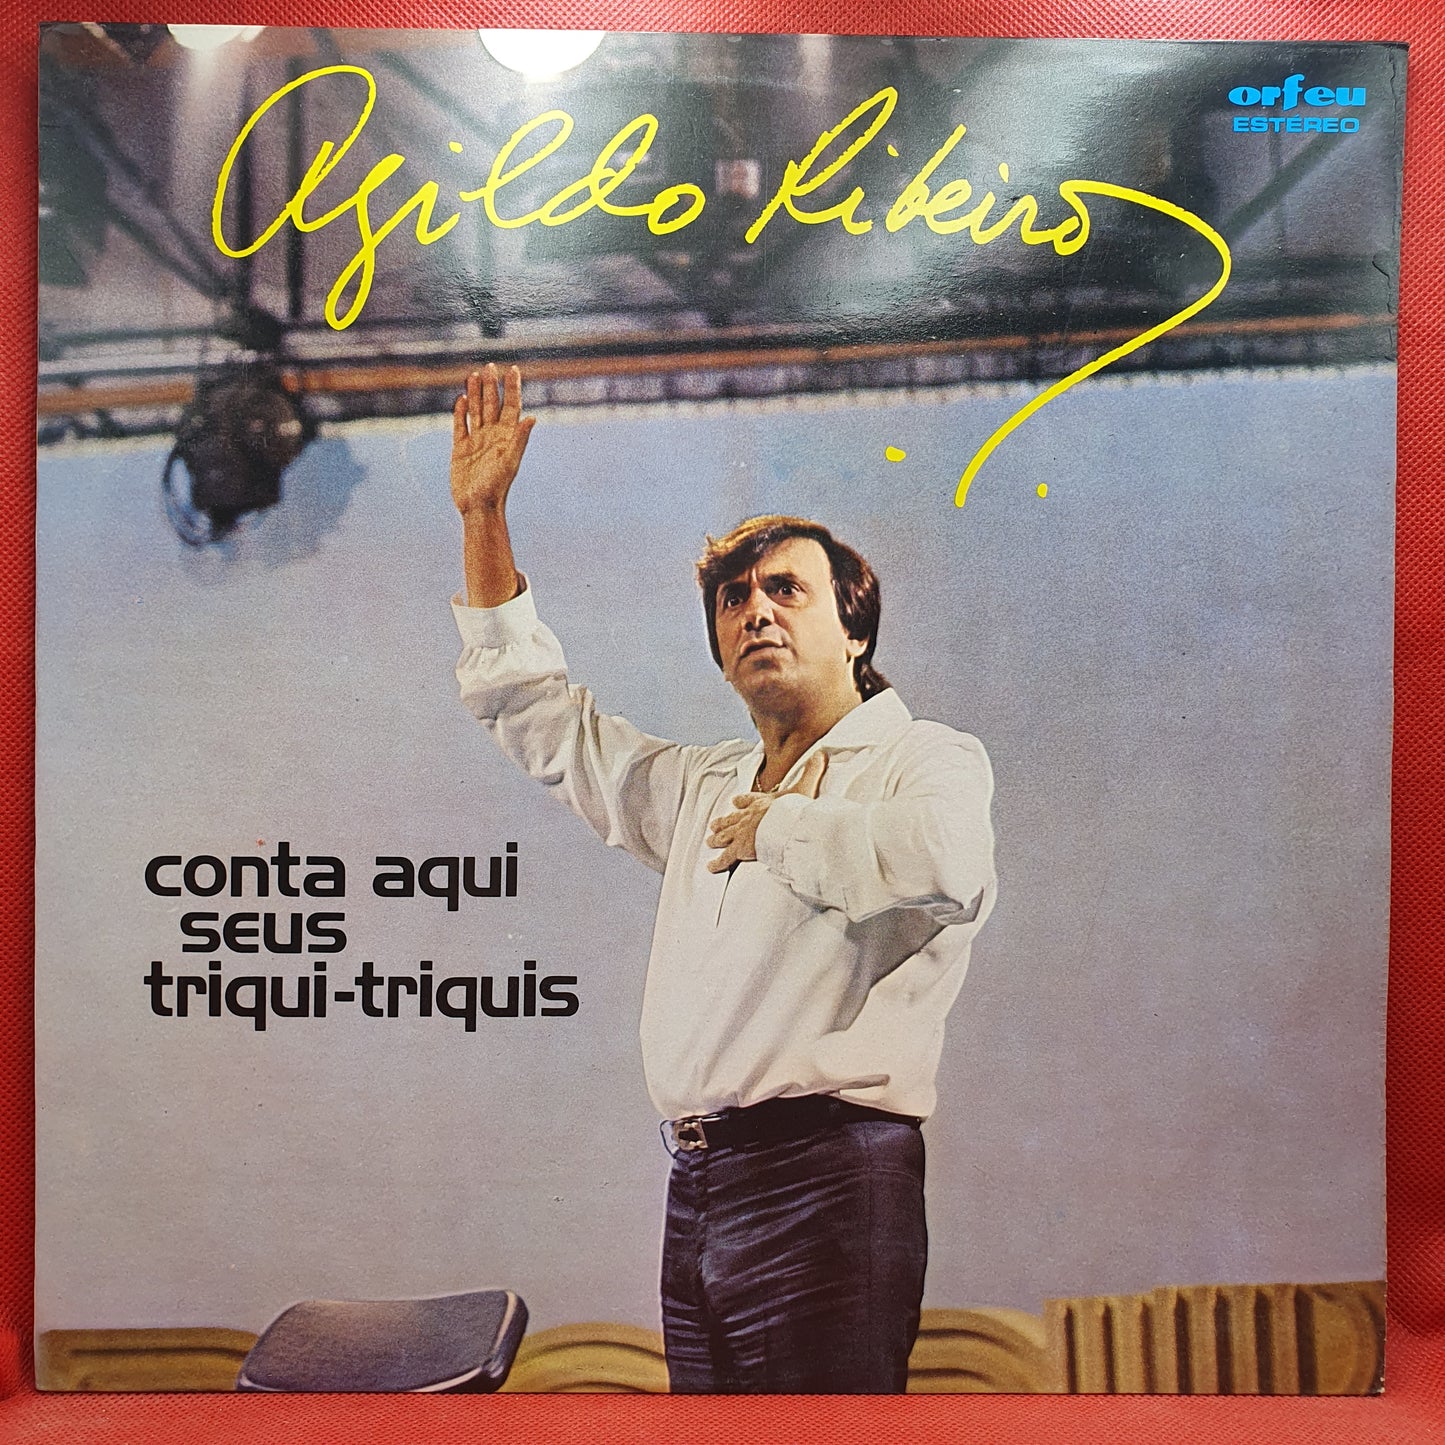 Agildo Ribeiro
orfeu
ESTÉREO
conta aqui
seus
triqui-triquis